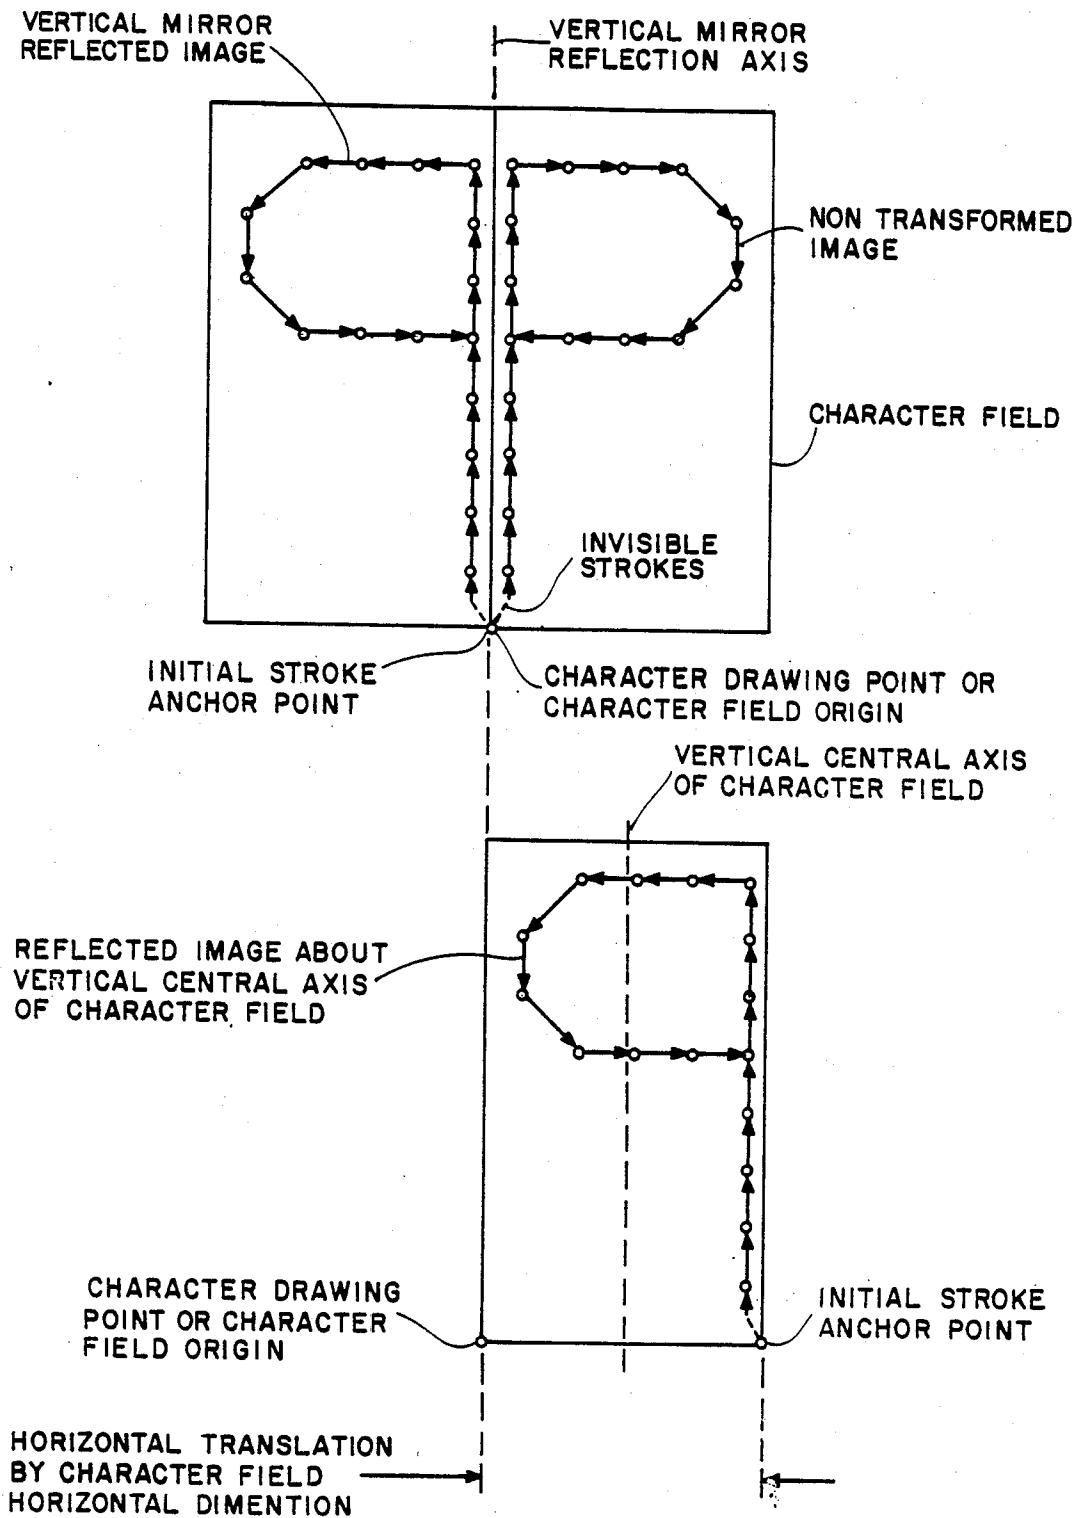 VERTICAL MIRROR
REFLECTED IMAGE
VERTICAL MIRROR
REFLECTION AXIS
NON TRANSFORMED
IMAGE
CHARACTER FIELD
INVISIBLE
STROKES
INITIAL STROKE
ANCHOR POINT
CHARACTER DRAWING POINT OR
CHARACTER FIELD ORIGIN
VERTICAL CENTRAL AXIS
OF CHARACTER FIELD
REFLECTED IMAGE ABOUT
VERTICAL CENTRAL AXIS
OF CHARACTER FIELD
CHARACTER DRAWING
POINT OR CHARACTER
FIELD ORIGIN
INITIAL STROKE
ANCHOR POINT
HORIZONTAL TRANSLATION
BY CHARACTER FIELD
HORIZONTAL DIMENTION